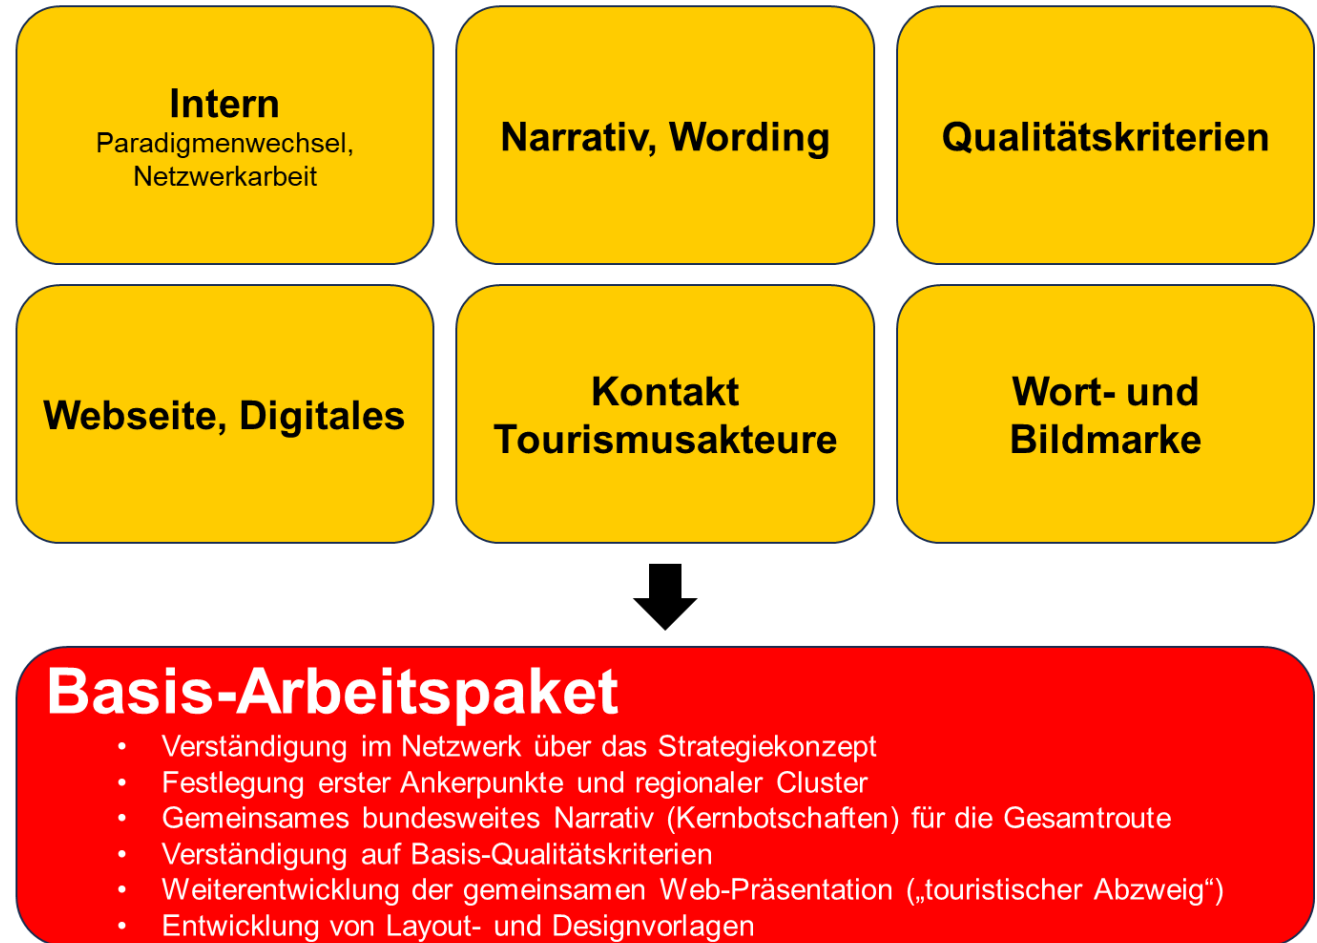 Intern
Paradigmenwechsel,
Netzwerkarbeit
Narrativ, Wording
Qualitätskriterien
Webseite, Digitales
Kontakt
Tourismusakteure
Wort- und
Bildmarke
Basis-Arbeitspaket
• Verständigung im Netzwerk über das Strategiekonzept
• Festlegung erster Ankerpunkte und regionaler Cluster
• Gemeinsames bundesweites Narrativ (Kernbotschaften) für die Gesamtroute
• Verständigung auf Basis-Qualitätskriterien
• Weiterentwicklung der gemeinsamen Web-Präsentation („touristischer Abzweig“)
• Entwicklung von Layout- und Designvorlagen